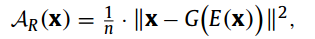 𝒜_R(𝐱) = 1/n · ||𝐱 − G(E(𝐱))||²,